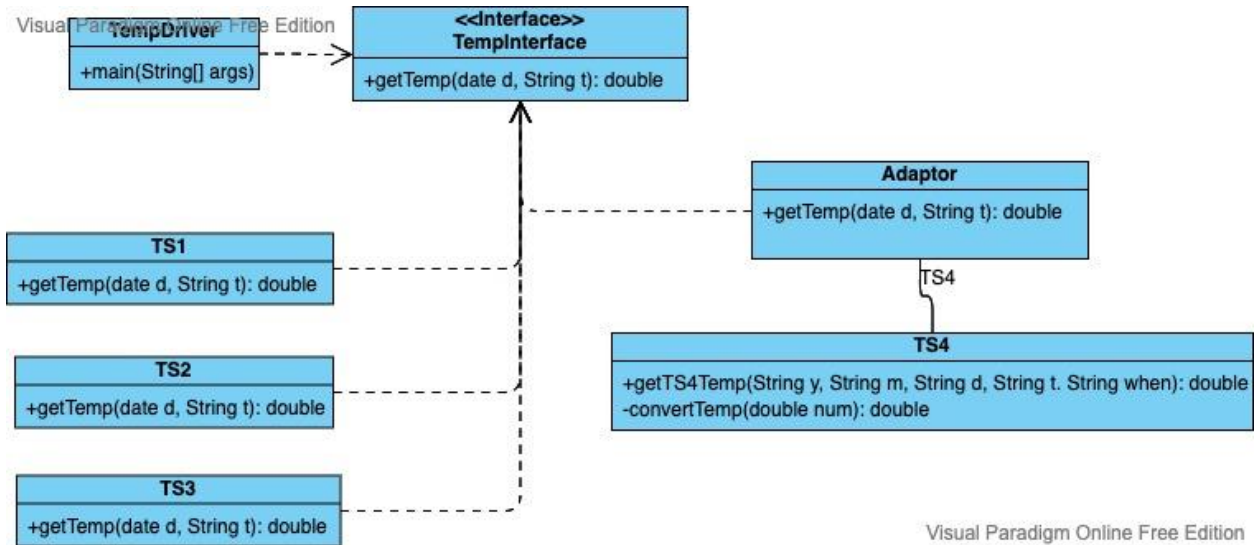 Visual Paradigm Online Free Edition
TempDriver
+main(String[] args)
<<Interface>>
TempInterface
+getTemp(date d, String t): double
Adaptor
+getTemp(date d, String t): double
TS1
+getTemp(date d, String t): double
TS4
TS2
+getTemp(date d, String t): double
TS4
+getTS4Temp(String y, String m, String d, String t. String when): double
-convertTemp(double num): double
TS3
+getTemp(date d, String t): double
Visual Paradigm Online Free Edition